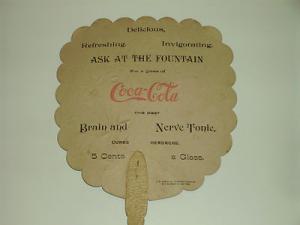 Delicious,
Refreshing. Invigorating.
ASK AT THE FOUNTAIN
For a glass of
Coca-Cola
THE BEST
Brain and Nerve Tonic.
CURES HEADACHE.
5 Cents a Glass.